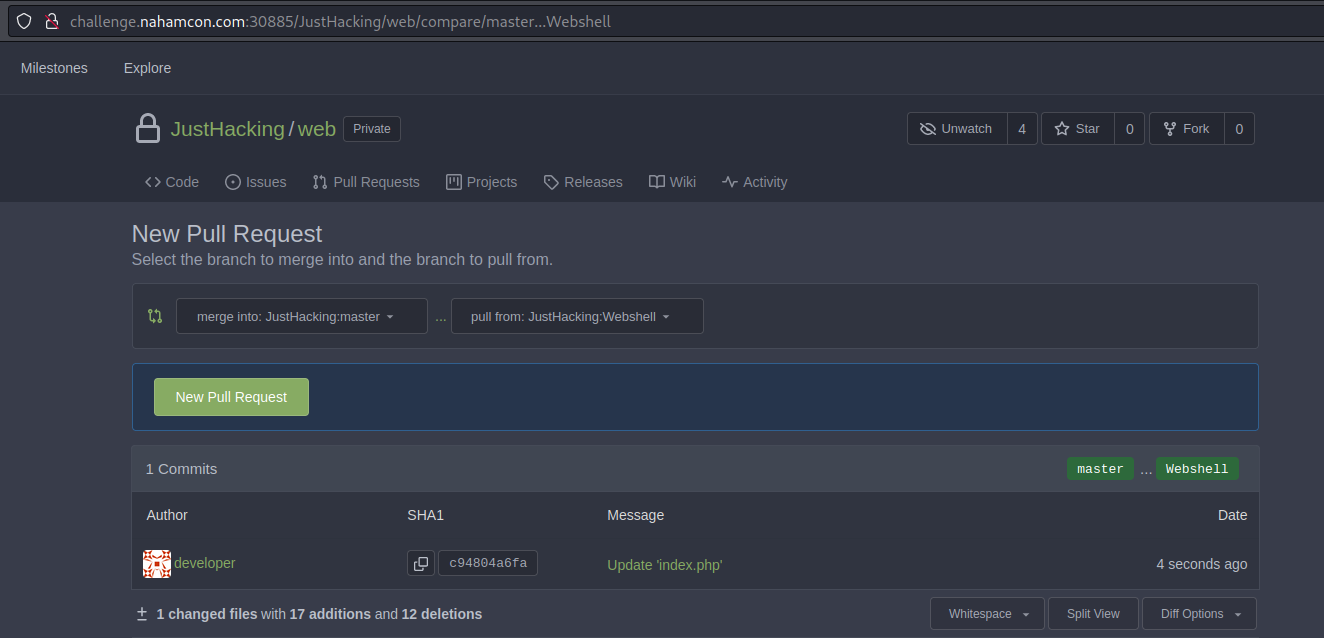 challenge.nahamcon.com:30885/JustHacking/web/compare/master...Webshell
Milestones Explore
JustHacking/web Private Unwatch 4 Star 0 Fork 0
Code Issues Pull Requests Projects Releases Wiki Activity
New Pull Request
Select the branch to merge into and the branch to pull from.
merge into: JustHacking:master ... pull from: JustHacking:Webshell
New Pull Request
1 Commits master ... Webshell
Author SHA1 Message Date
developer c94804a6fa Update 'index.php' 4 seconds ago
1 changed files with 17 additions and 12 deletions Whitespace Split View Diff Options